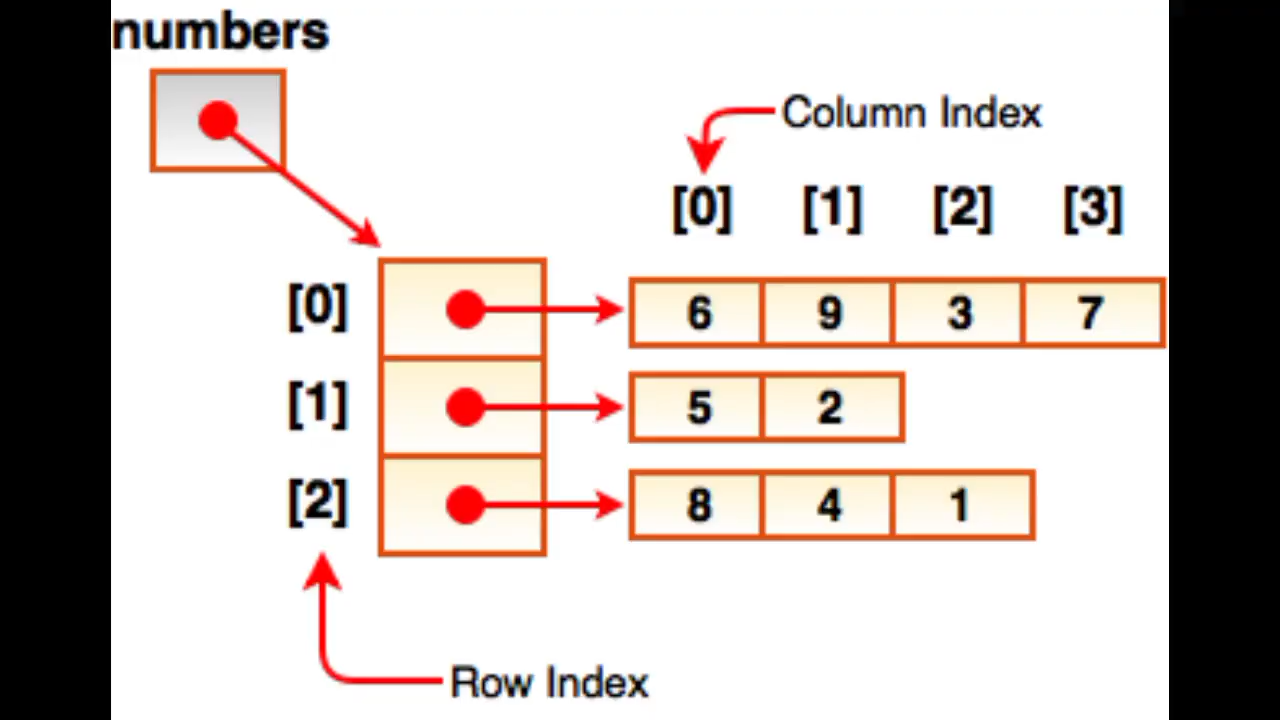 numbers
Column Index
[0] [1] [2] [3]
[0] 6 9 3 7
[1] 5 2
[2] 8 4 1
Row Index